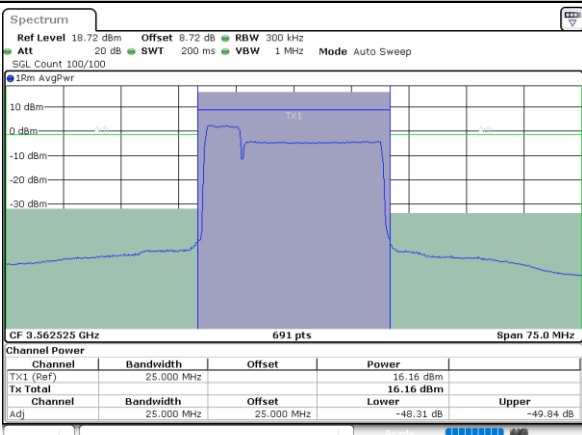 Spectrum
Ref Level 18.72 dBm Offset 8.72 dB RBW 300 kHz
Att 20 dB SWT 200 ms VBW 1 MHz Mode Auto Sweep
SGL Count 100/100
1Rm AvgPwr
TX1
10 dBm
0 dBm Adj Adj
-10 dBm
-20 dBm
-30 dBm
CF 3.562525 GHz 691 pts Span 75.0 MHz
Channel Power
Channel Bandwidth Offset Power
TX1 (Ref) 25.000 MHz 16.16 dBm
Tx Total 16.16 dBm
Channel Bandwidth Offset Lower Upper
Adj 25.000 MHz 25.000 MHz -48.31 dB -49.84 dB